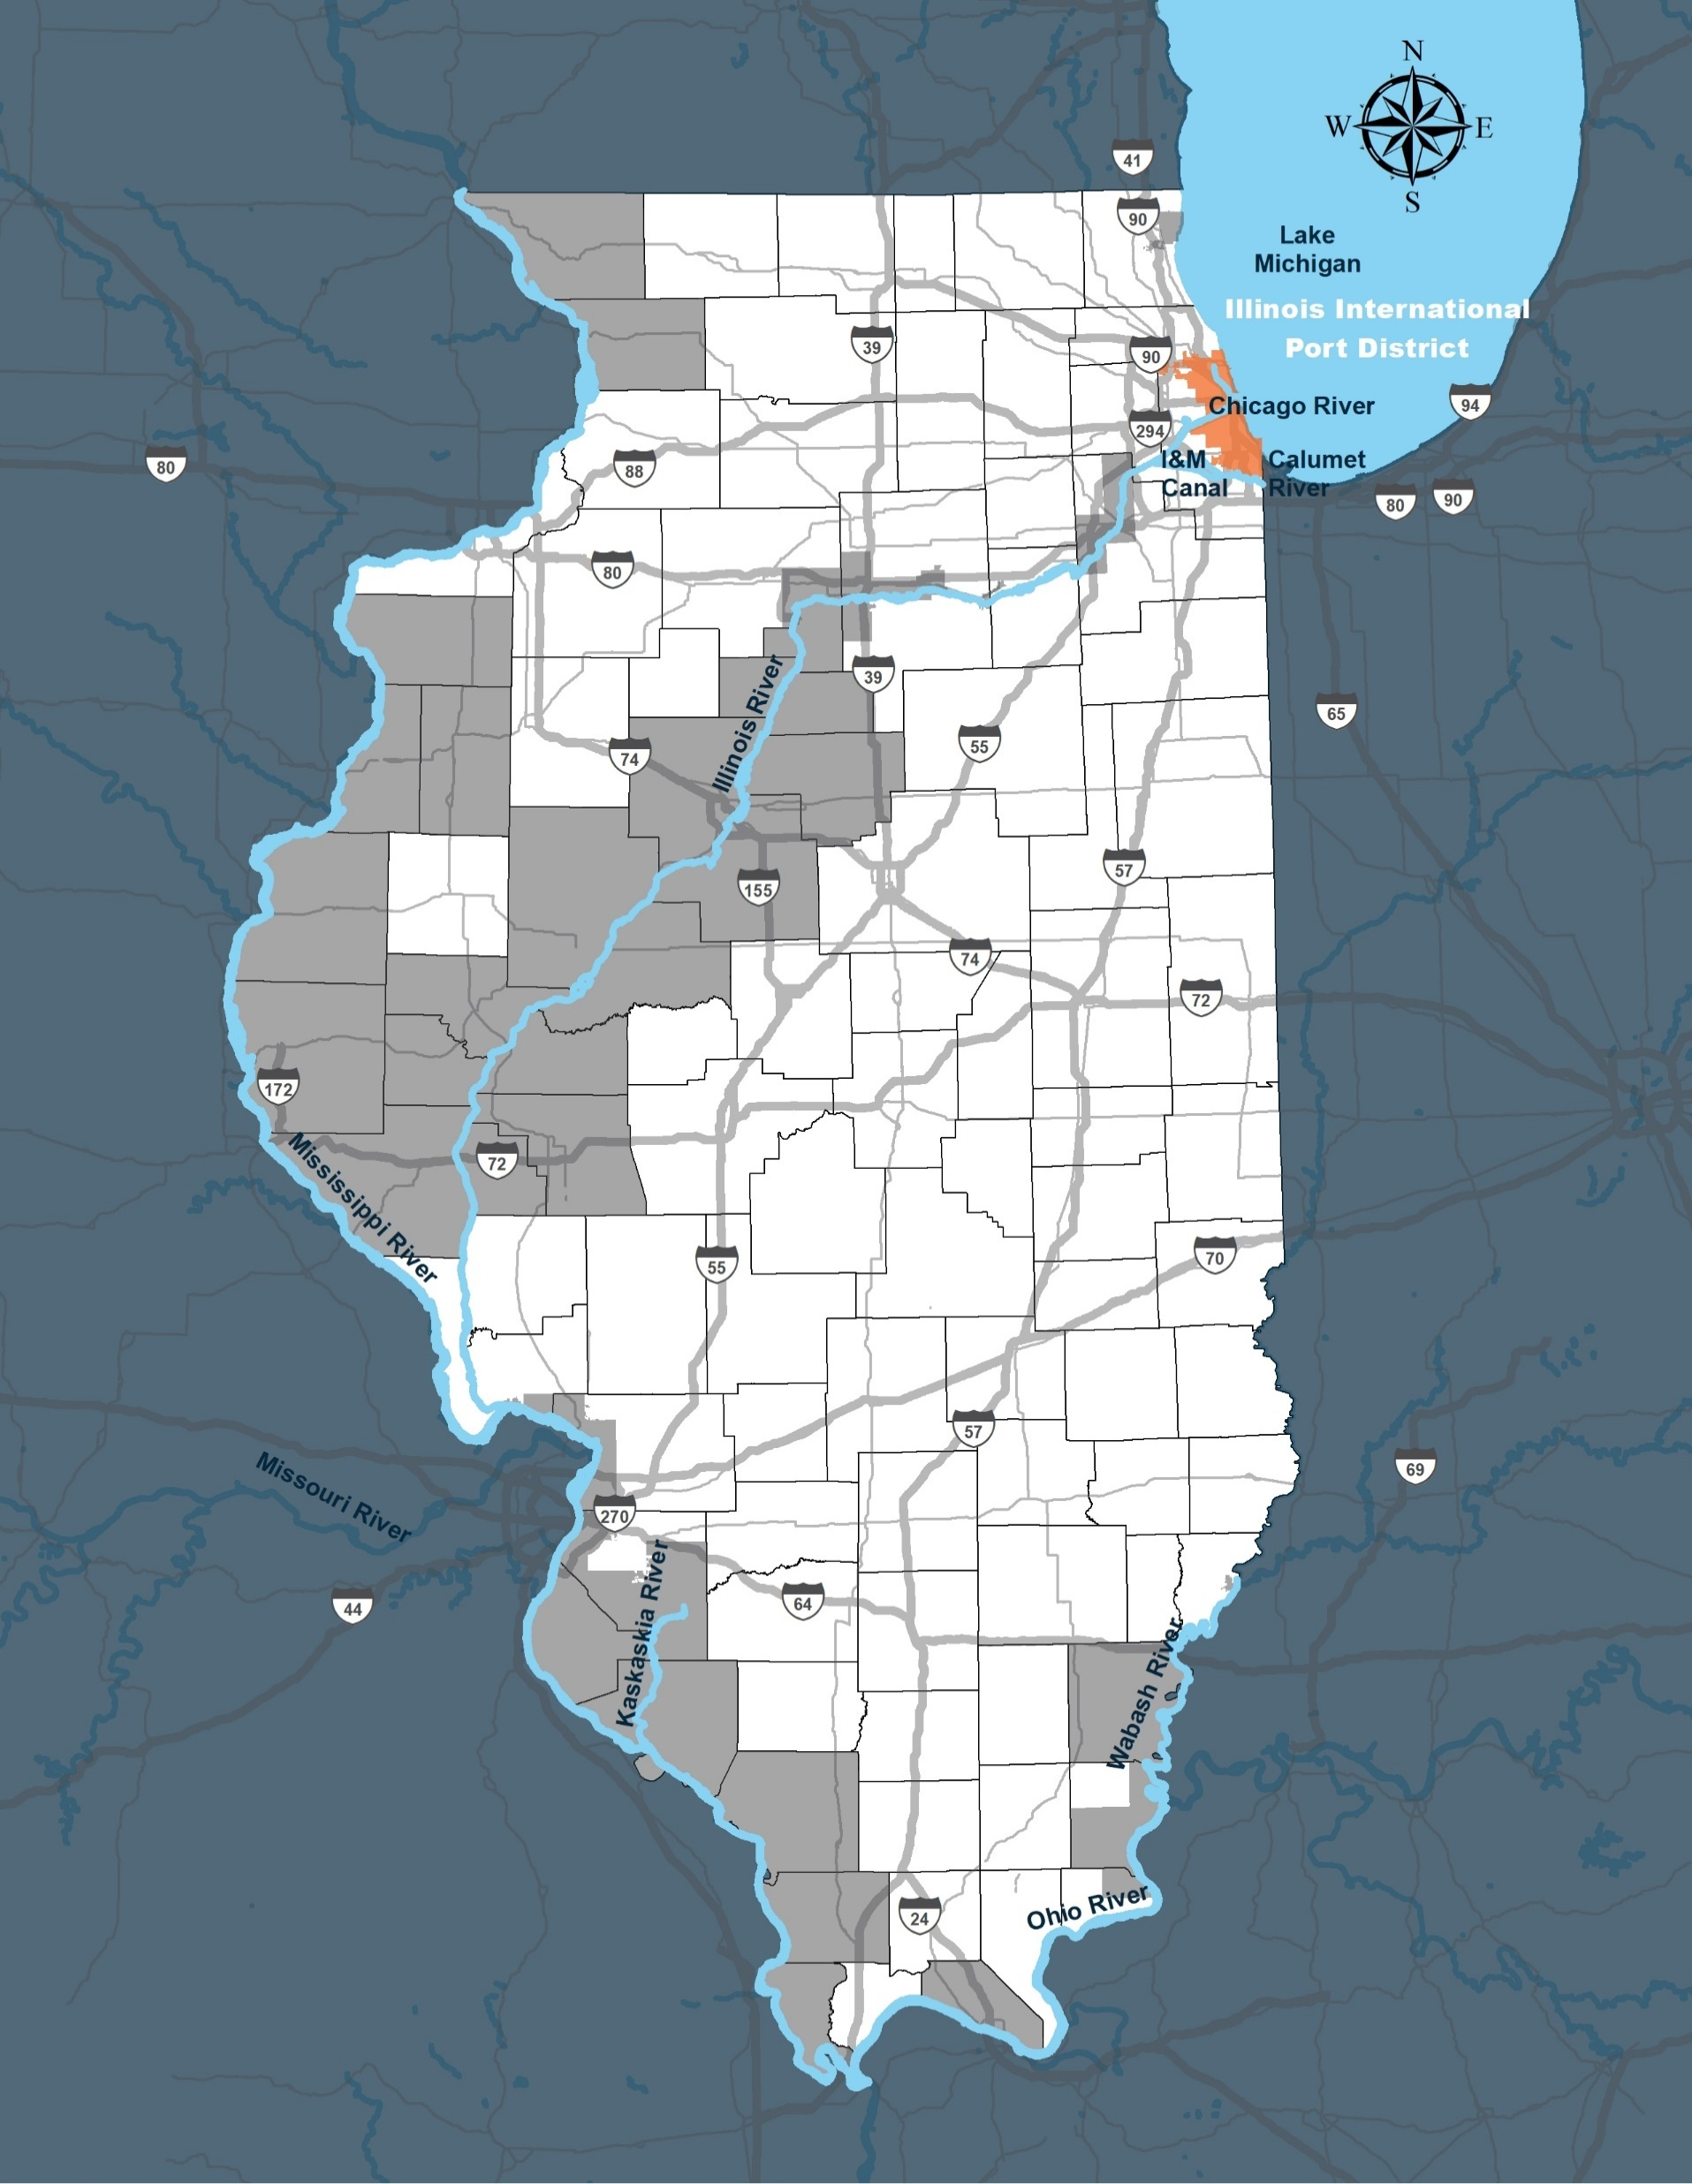 N
W E
S
41
90
Lake
Michigan
Illinois International
Port District
39
90
94
Chicago River
294
I&M
Canal
Calumet
River
80
88
80
90
80
39
65
Illinois River
55
74
57
155
74
72
172
72
Mississippi River
55
70
57
69
Missouri River
270
44
64
Kaskaskia River
Wabash River
24
Ohio River